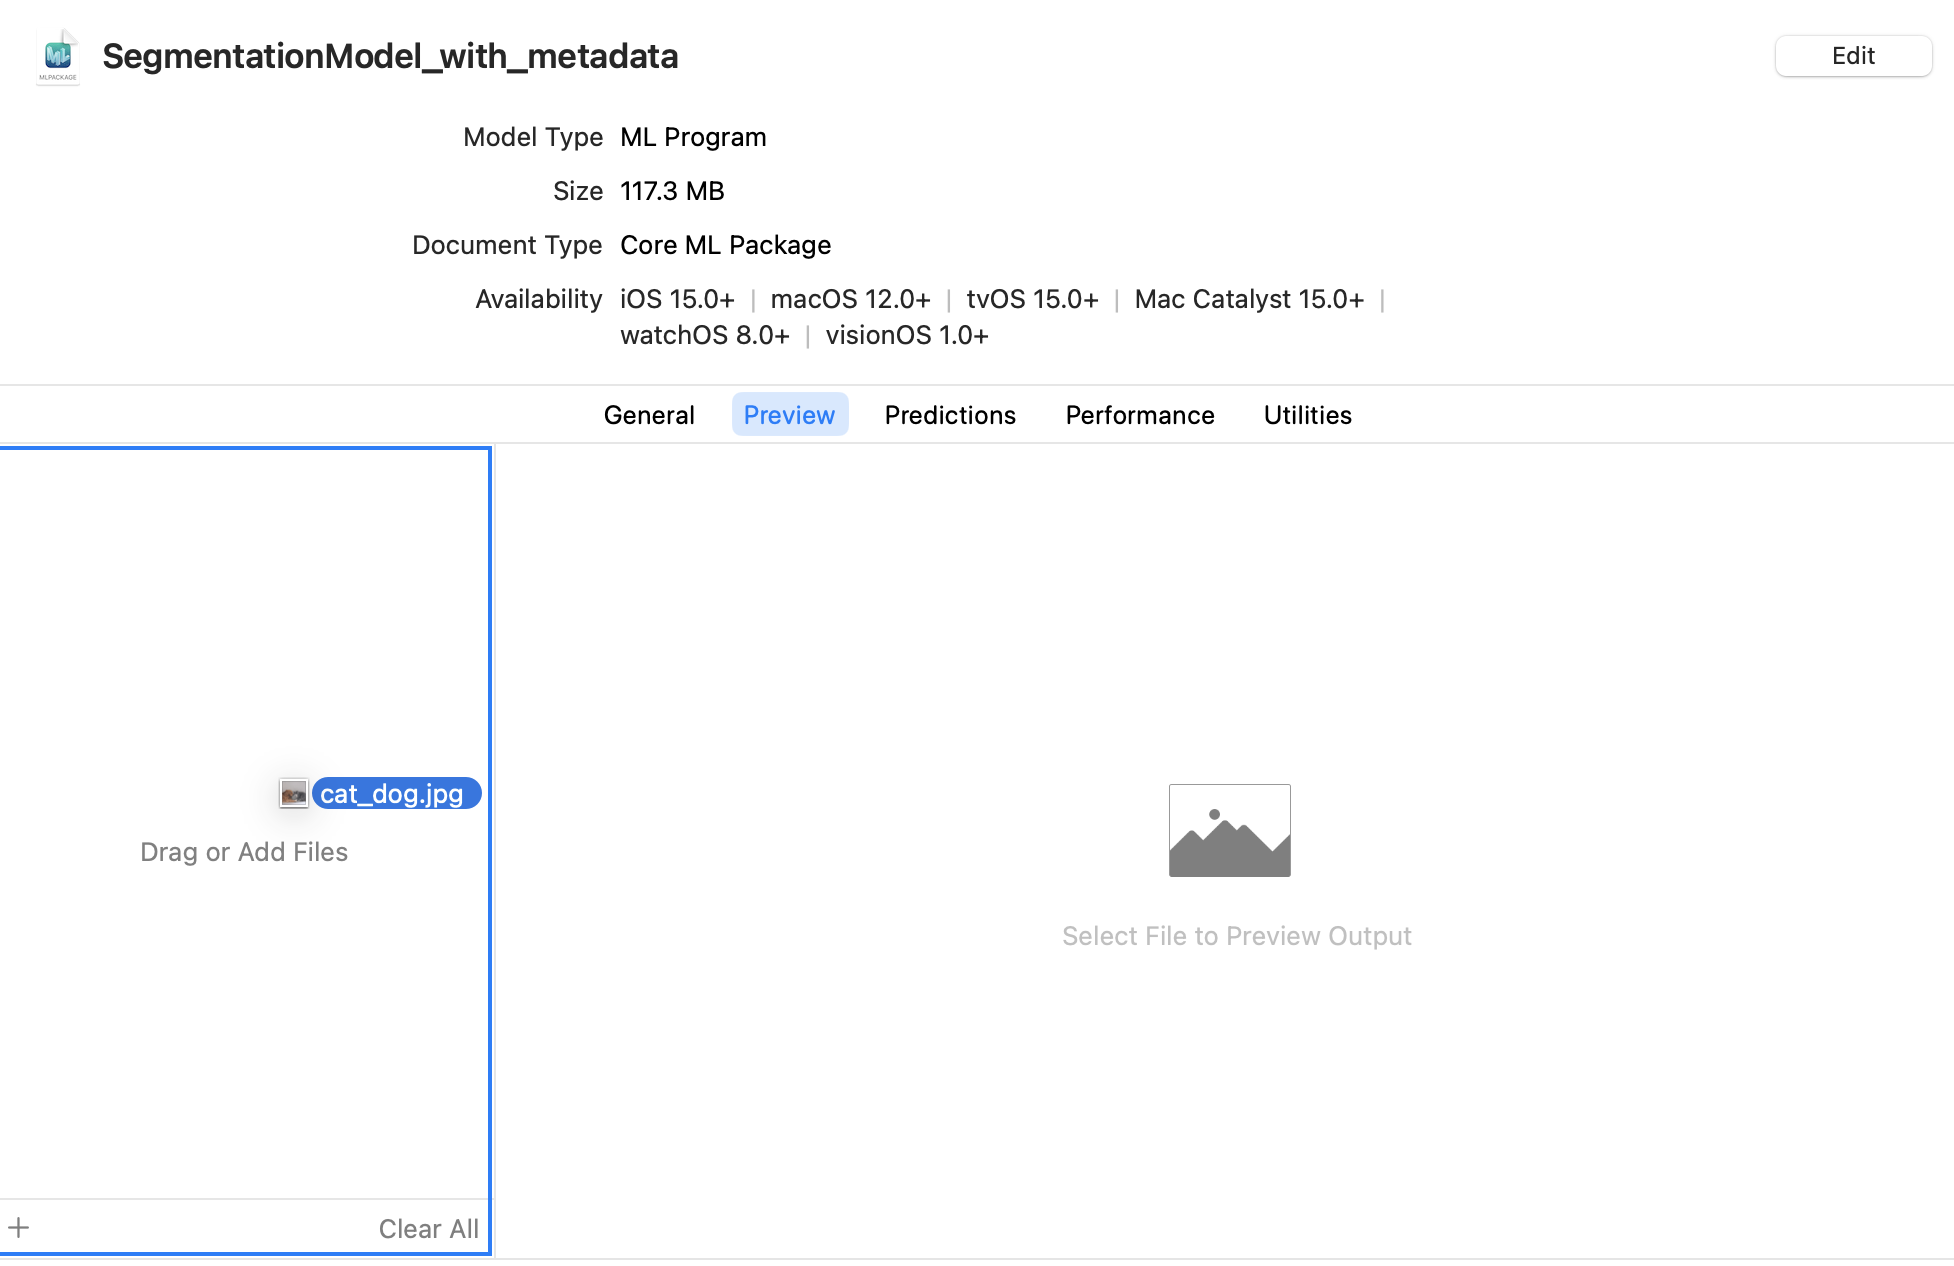 SegmentationModel_with_metadata
Edit
ML
MLPACKAGE
Model Type ML Program
Size 117.3 MB
Document Type Core ML Package
Availability iOS 15.0+ | macOS 12.0+ | tvOS 15.0+ | Mac Catalyst 15.0+ |
watchOS 8.0+ | visionOS 1.0+
General Preview Predictions Performance Utilities
cat_dog.jpg
Drag or Add Files
Select File to Preview Output
+ Clear All